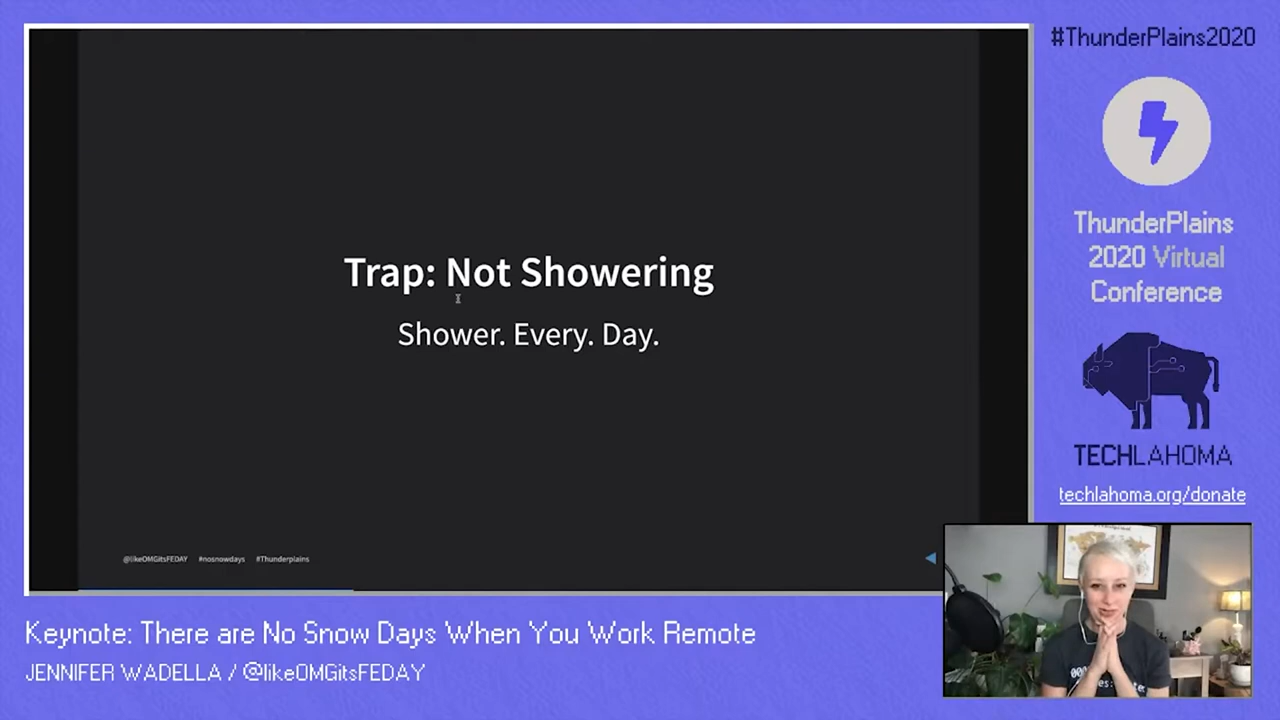 #ThunderPlains2020
Trap: Not Showering
Shower. Every. Day.
@likeOMGitsFEDAY #nosnowdays #Thunderplains
ThunderPlains
2020 Virtual
Conference
TECHLAHOMA
techlahoma.org/donate
Keynote: There are No Snow Days When You Work Remote
JENNIFER WADELLA / @likeOMGitsFEDAY